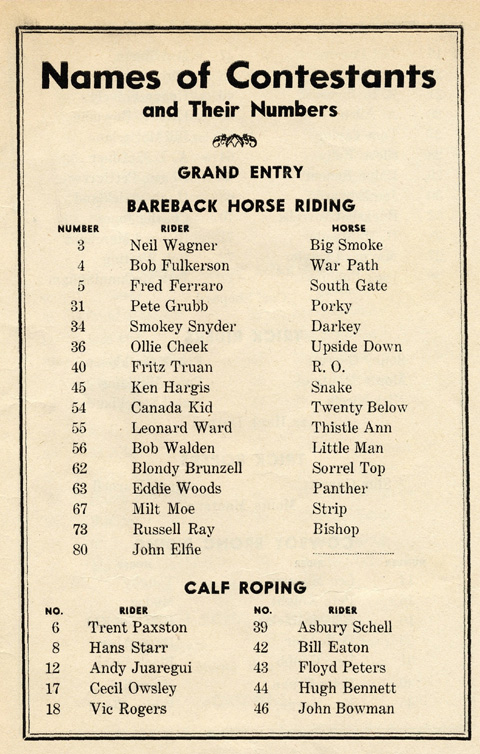 Names of Contestants
and Their Numbers
GRAND ENTRY
BAREBACK HORSE RIDING
NUMBER RIDER HORSE
3 Neil Wagner Big Smoke
4 Bob Fulkerson War Path
5 Fred Ferraro South Gate
31 Pete Grubb Porky
34 Smokey Snyder Darkey
36 Ollie Cheek Upside Down
40 Fritz Truan R. O.
45 Ken Hargis Snake
54 Canada Kid Twenty Below
55 Leonard Ward Thistle Ann
56 Bob Walden Little Man
62 Blondy Brunzell Sorrel Top
63 Eddie Woods Panther
67 Milt Moe Strip
73 Russell Ray Bishop
80 John Elfie ....................
CALF ROPING
NO. RIDER NO. RIDER
6 Trent Paxston 39 Asbury Schell
8 Hans Starr 42 Bill Eaton
12 Andy Juaregui 43 Floyd Peters
17 Cecil Owsley 44 Hugh Bennett
18 Vic Rogers 46 John Bowman